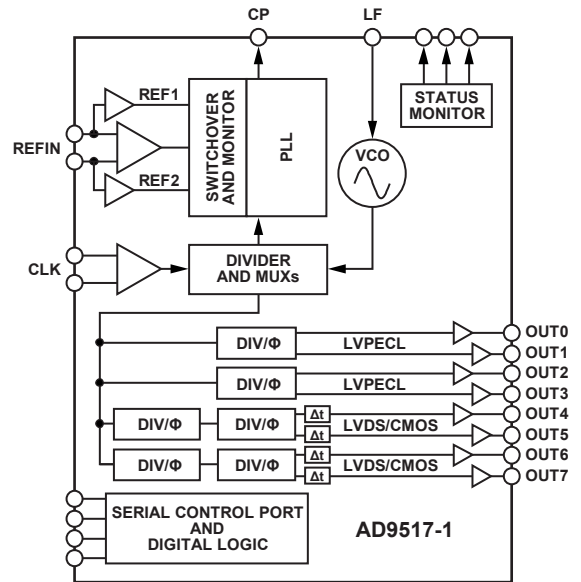 CP
LF
REF1
REFIN
REF2
SWITCHOVER
AND MONITOR
PLL
VCO
STATUS
MONITOR
CLK
DIVIDER
AND MUXs
DIV/Φ
LVPECL
OUT0
OUT1
DIV/Φ
LVPECL
OUT2
OUT3
DIV/Φ
DIV/Φ
Δt
Δt
LVDS/CMOS
OUT4
OUT5
DIV/Φ
DIV/Φ
Δt
Δt
LVDS/CMOS
OUT6
OUT7
SERIAL CONTROL PORT
AND
DIGITAL LOGIC
AD9517-1